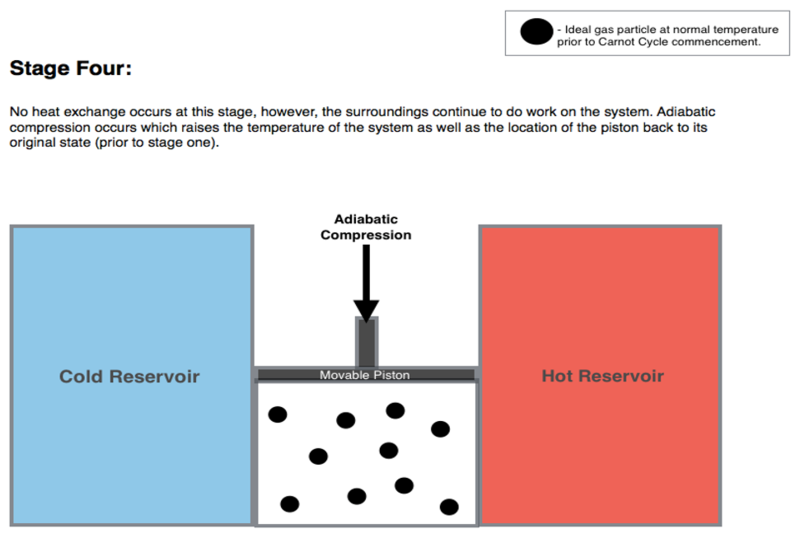 - Ideal gas particle at normal temperature
prior to Carnot Cycle commencement.
Stage Four:
No heat exchange occurs at this stage, however, the surroundings continue to do work on the system. Adiabatic
compression occurs which raises the temperature of the system as well as the location of the piston back to its
original state (prior to stage one).
Adiabatic
Compression
Cold Reservoir
Movable Piston
Hot Reservoir